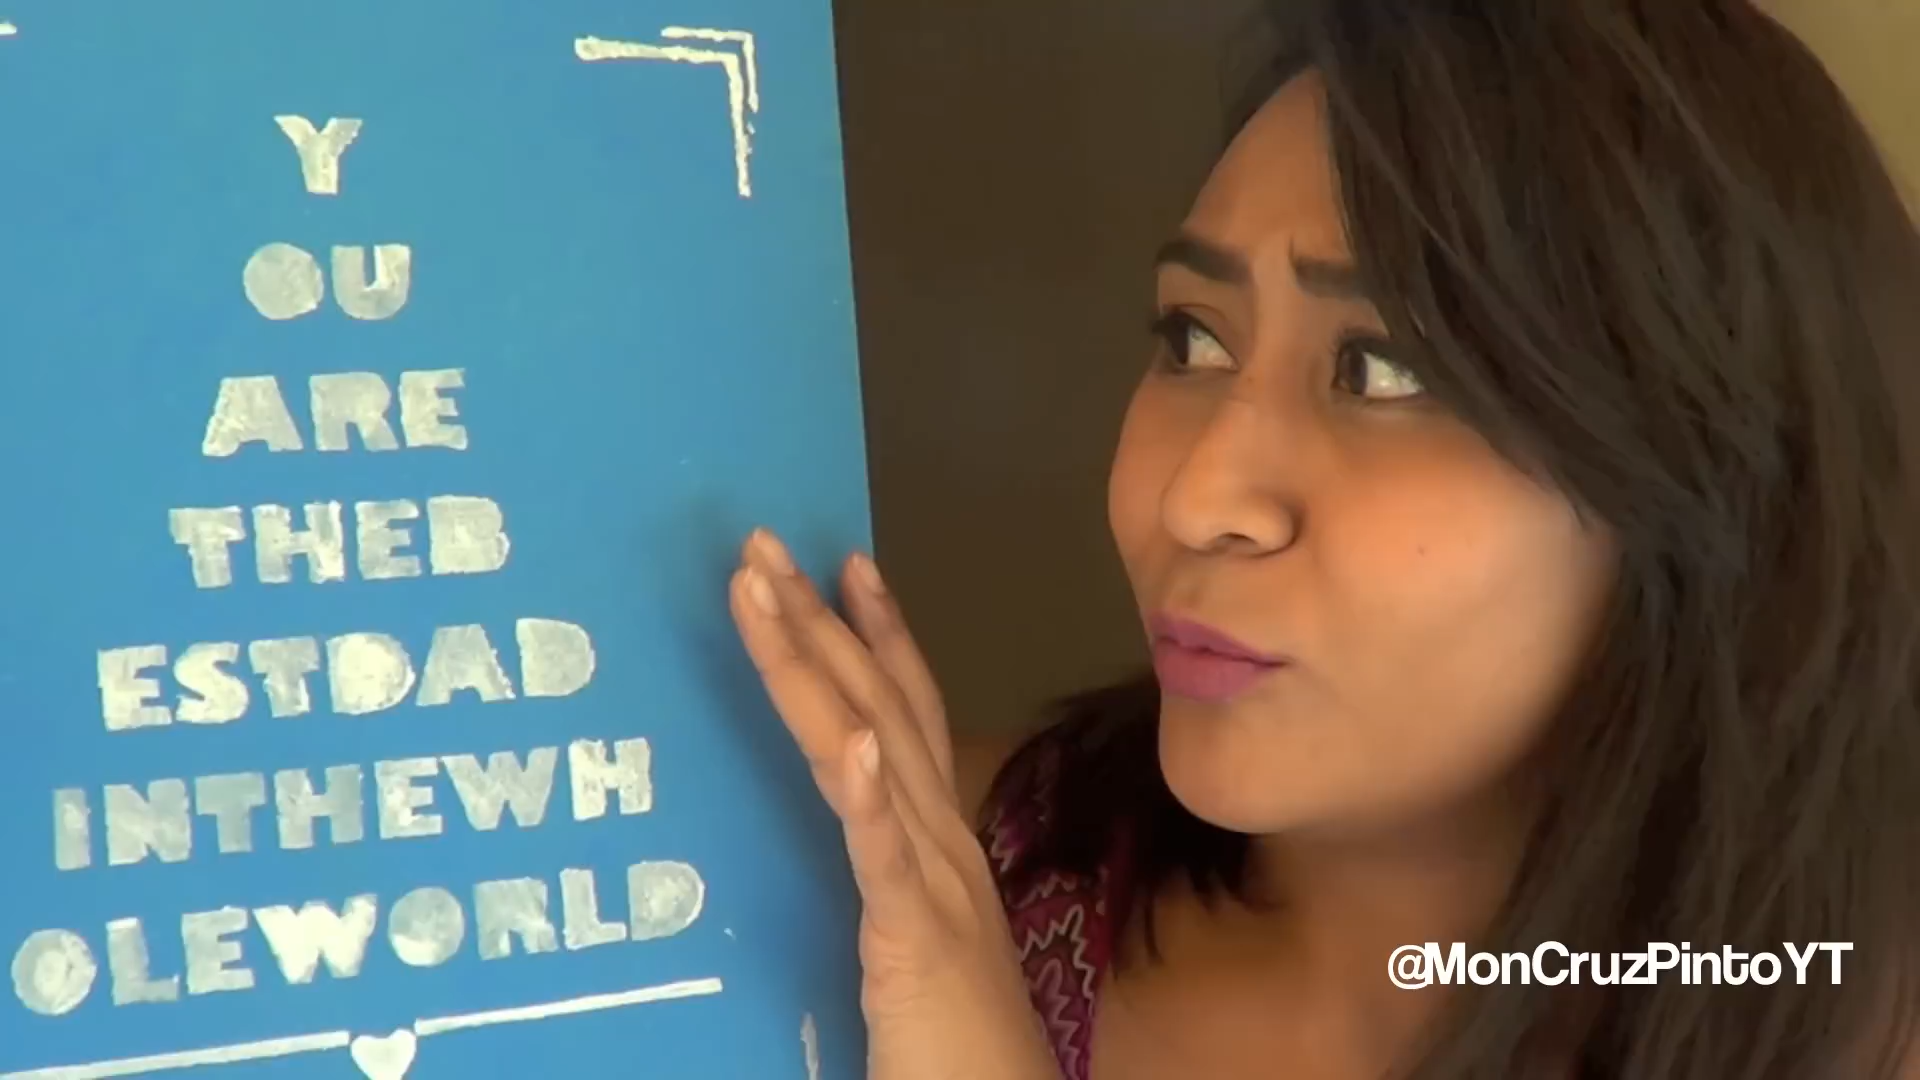 Y
OU
ARE
THEB
ESTDAD
INTHEWH
OLEWORLD
@MonCruzPintoYT